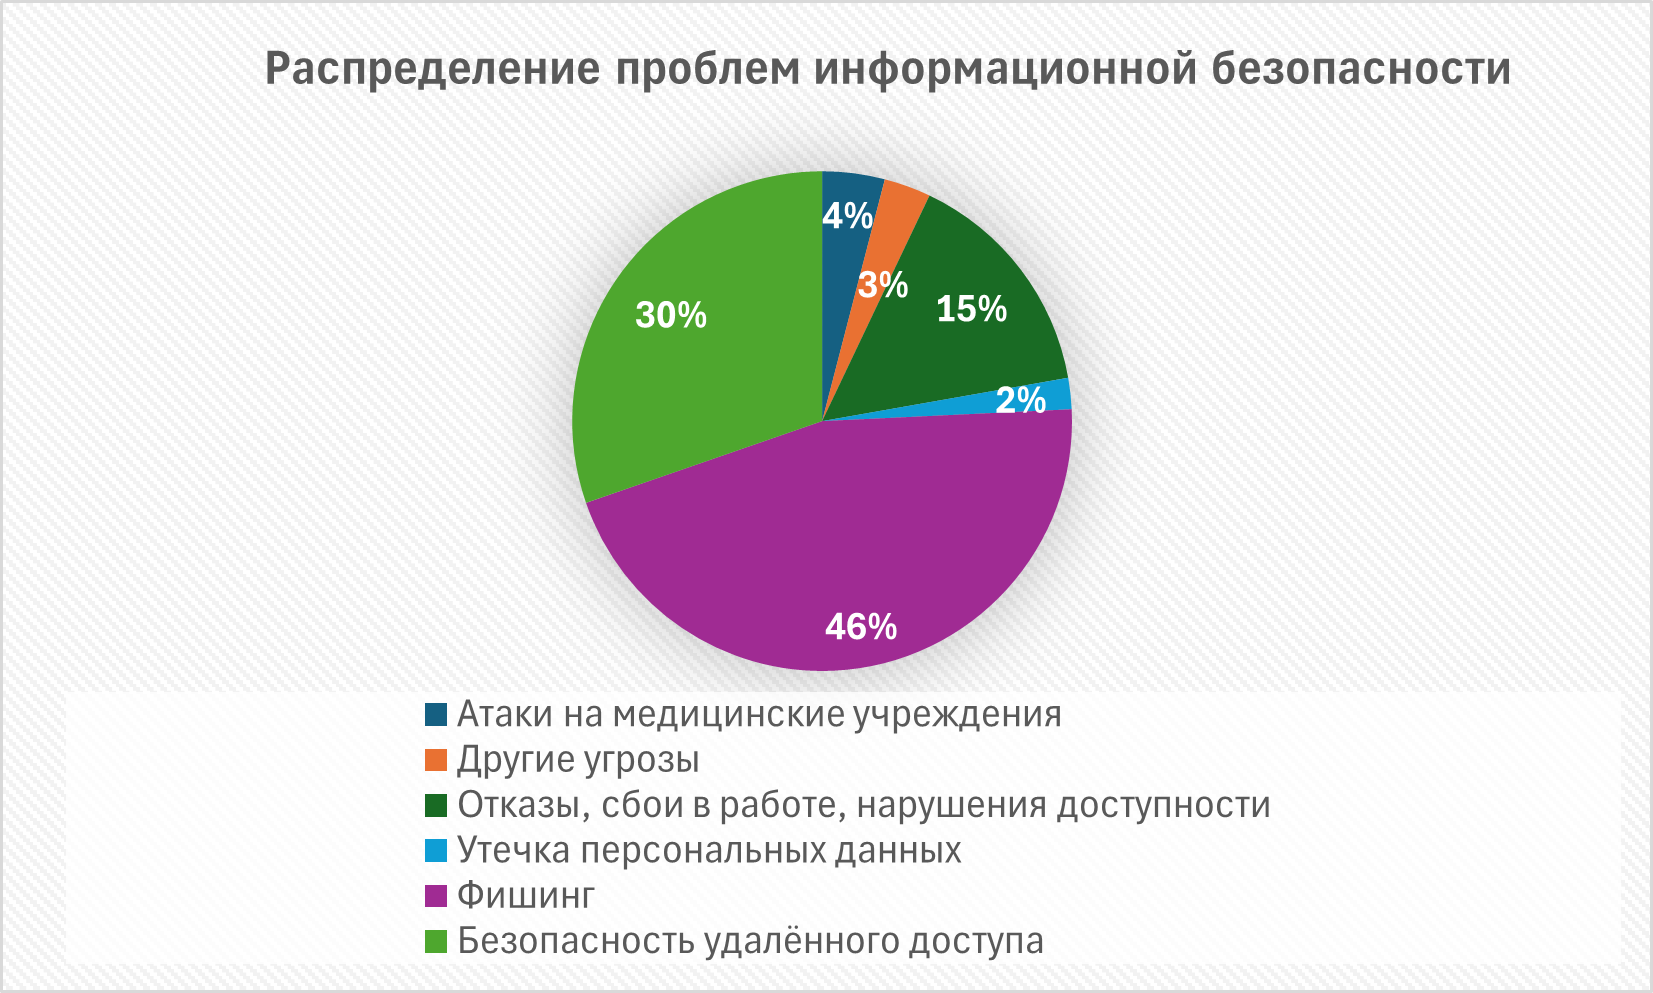 Распределение проблем информационной безопасности
4%
3%
15%
30%
2%
46%
Атаки на медицинские учреждения
Другие угрозы
Отказы, сбои в работе, нарушения доступности
Утечка персональных данных
Фишинг
Безопасность удалённого доступа